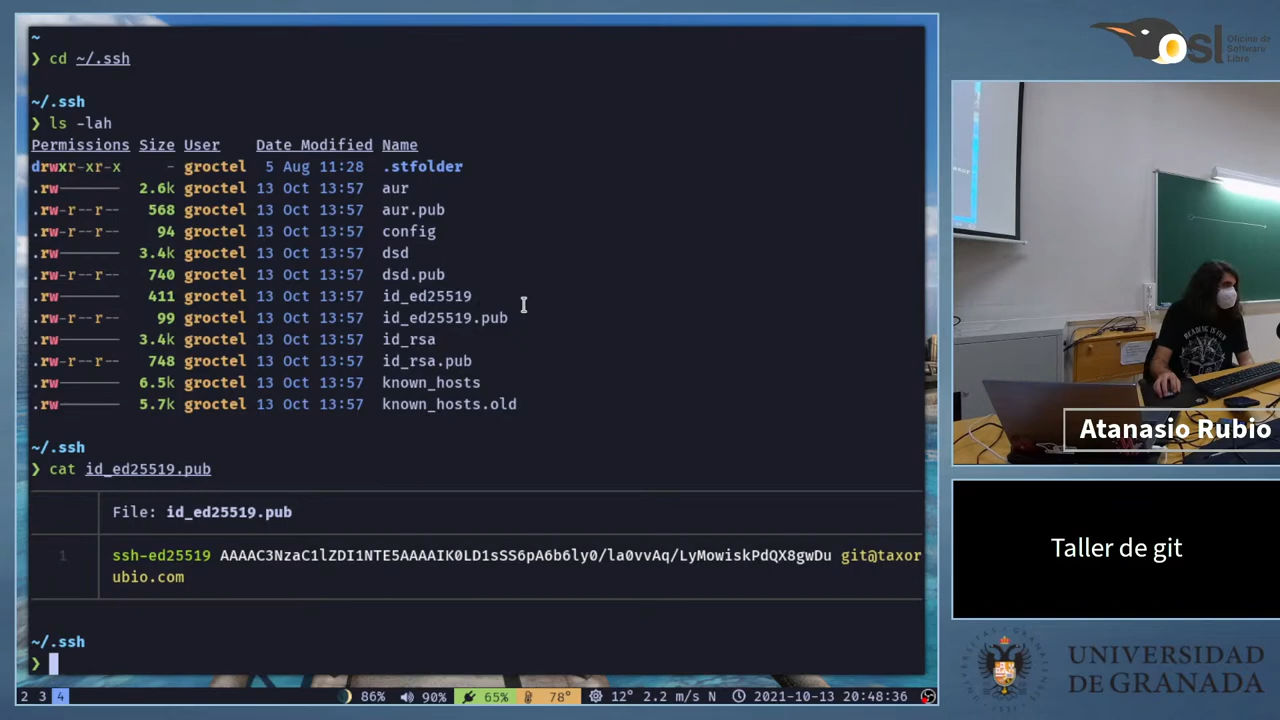 ~
❯ cd ~/.ssh
~/.ssh
❯ ls -lah
Permissions Size User Date Modified Name
drwxr-xr-x - groctel 5 Aug 11:28 .stfolder
.rw------- 2.6k groctel 13 Oct 13:57 aur
.rw-r--r-- 568 groctel 13 Oct 13:57 aur.pub
.rw-r--r-- 94 groctel 13 Oct 13:57 config
.rw------- 3.4k groctel 13 Oct 13:57 dsd
.rw-r--r-- 740 groctel 13 Oct 13:57 dsd.pub
.rw------- 411 groctel 13 Oct 13:57 id_ed25519
.rw-r--r-- 99 groctel 13 Oct 13:57 id_ed25519.pub
.rw------- 3.4k groctel 13 Oct 13:57 id_rsa
.rw-r--r-- 748 groctel 13 Oct 13:57 id_rsa.pub
.rw------- 6.5k groctel 13 Oct 13:57 known_hosts
.rw------- 5.7k groctel 13 Oct 13:57 known_hosts.old
~/.ssh
❯ cat id_ed25519.pub
File: id_ed25519.pub
1 ssh-ed25519 AAAAC3NzaC1lZDI1NTE5AAAAIK0LD1sSS6pA6b6ly0/la0vvAq/LyMowiskPdQX8gwDu git@taxor
ubio.com
~/.ssh
❯
2 3 4 86% 90% 65% 78° 12° 2.2 m/s N 2021-10-13 20:48:36
osl
Oficina de
Software
Libre
READING IS FUN
Atanasio Rubio
Taller de git
UNIVERSIDAD
DE GRANADA